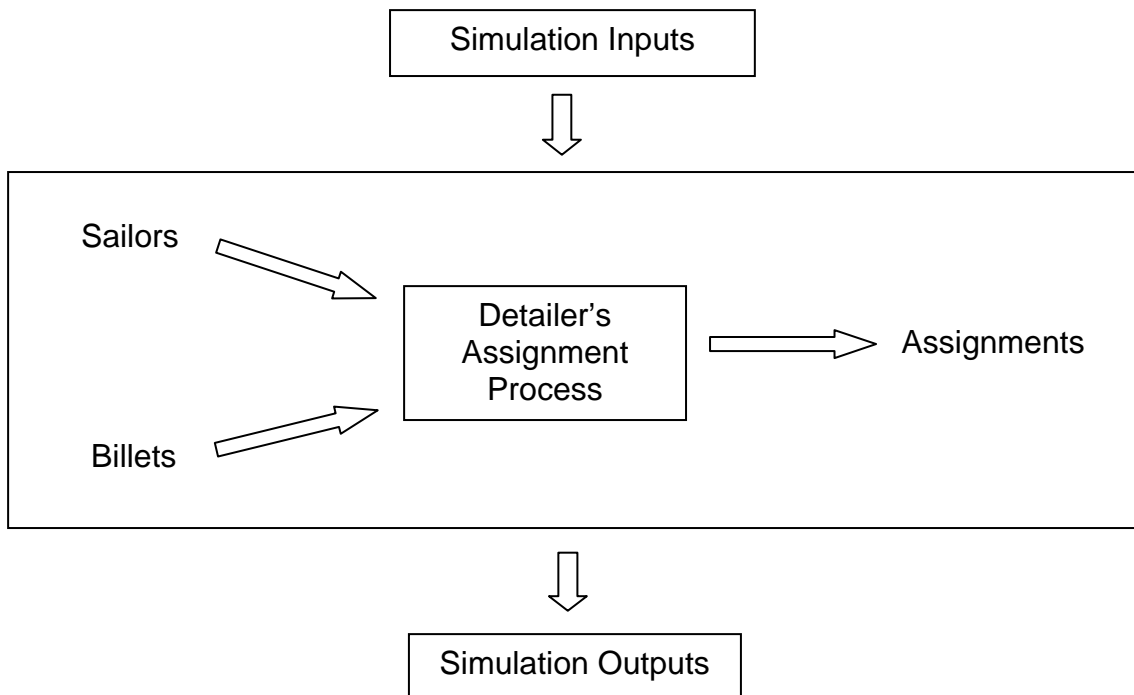 Simulation Inputs
Sailors
Detailer's
Assignment
Process
Assignments
Billets
Simulation Outputs